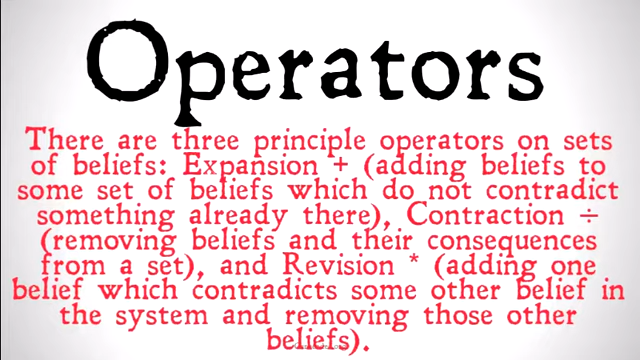 Operators
There are three principle operators on sets
of beliefs: Expansion + (adding beliefs to
some set of beliefs which do not contradict
something already there), Contraction ÷
(removing beliefs and their consequences
from a set), and Revision * (adding one
belief which contradicts some other belief in
the system and removing those other
beliefs).